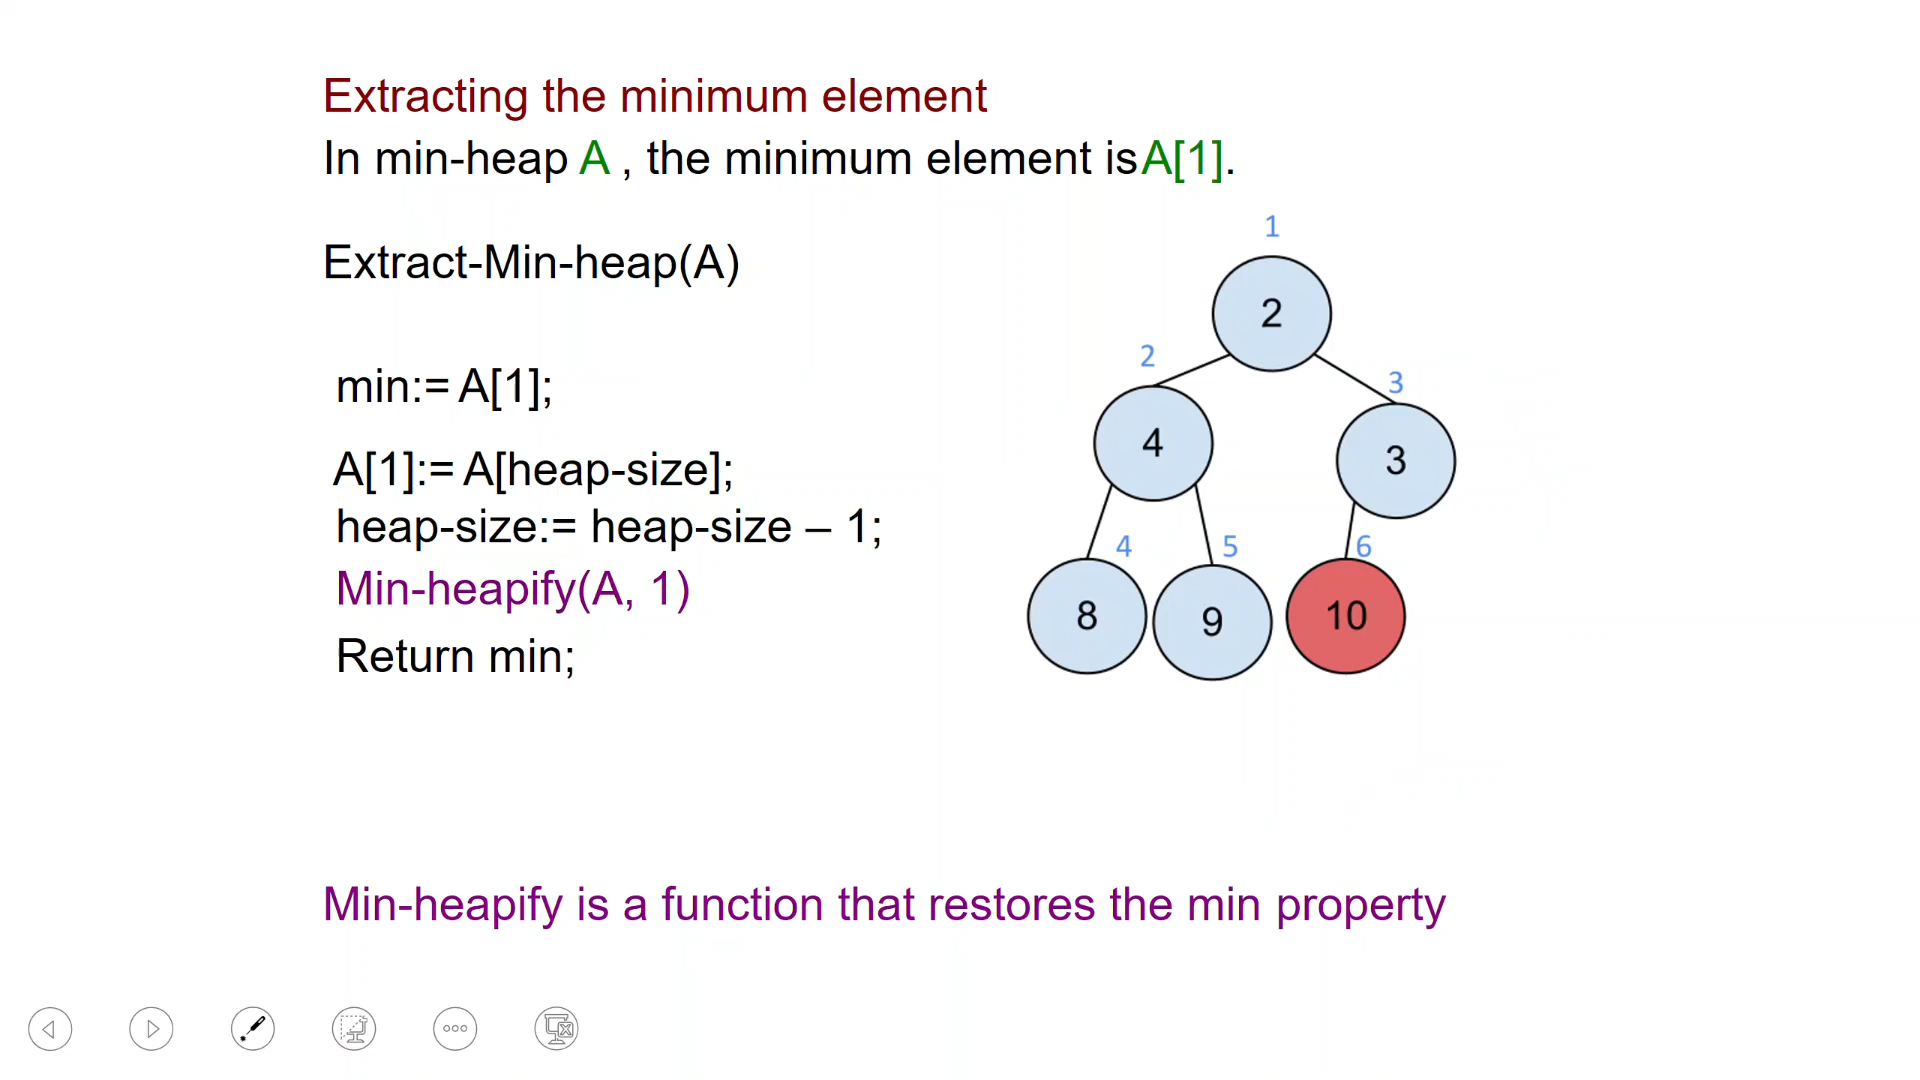 Extracting the minimum element
In min-heap A , the minimum element is A[1].
Extract-Min-heap(A)
min:= A[1];
A[1]:= A[heap-size];
heap-size:= heap-size – 1;
Min-heapify(A, 1)
Return min;
1
2
2
3
4
3
4
5
6
8
9
10
Min-heapify is a function that restores the min property